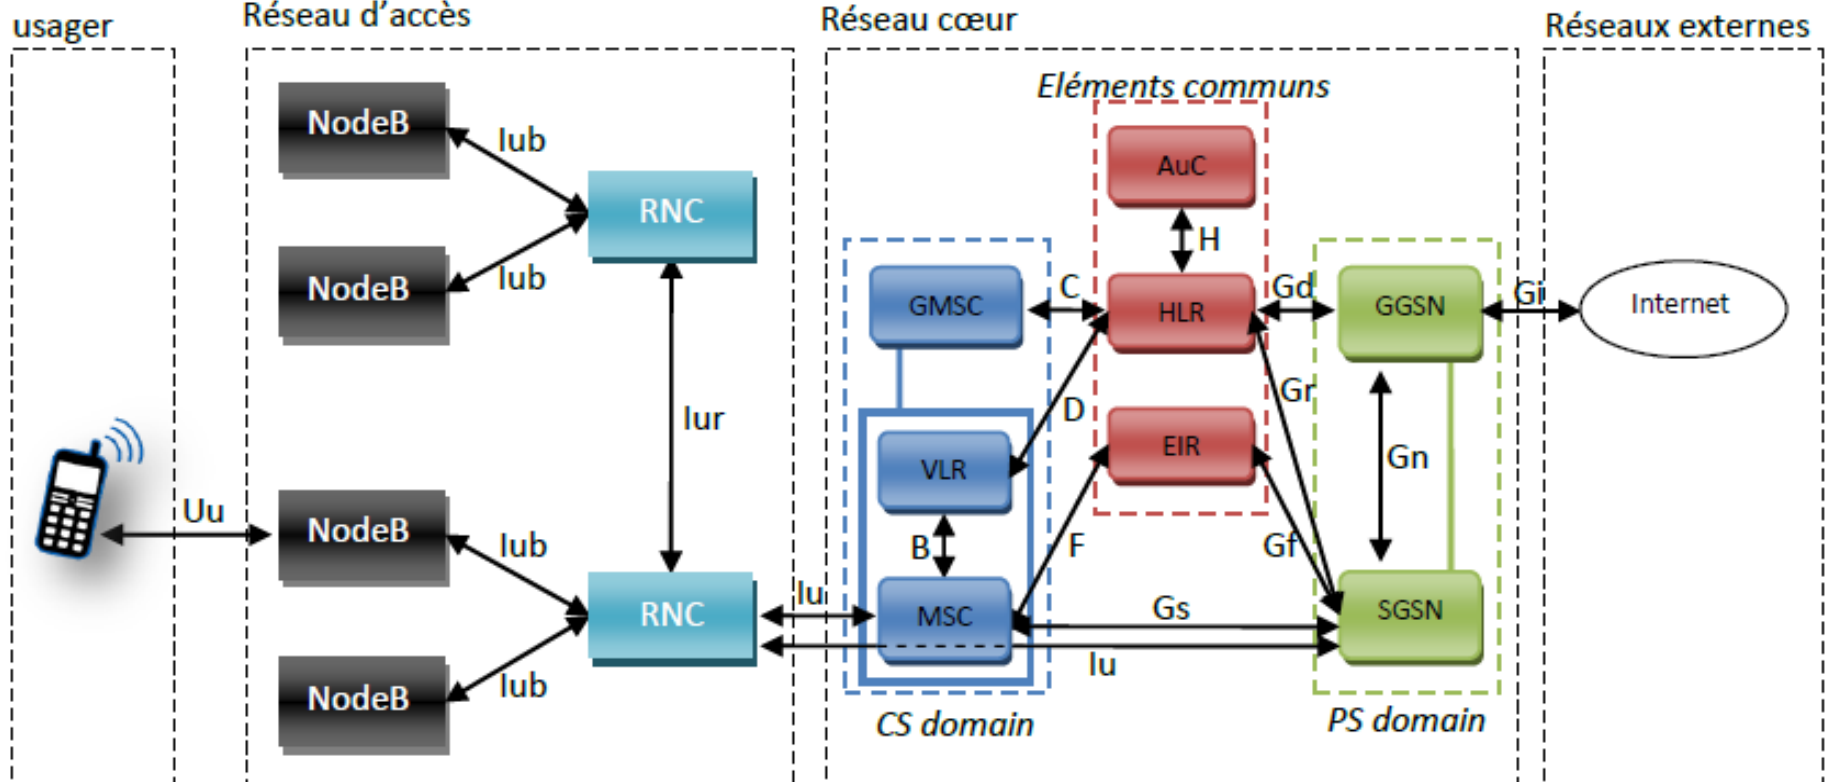 usager
Réseau d'accès
Réseau cœur
Réseaux externes
Eléments communs
NodeB
Iub
RNC
AuC
H
NodeB
Iub
GMSC
C
HLR
Gd
GGSN
Gi
Internet
Iur
D
Gr
VLR
EIR
Gn
Uu
NodeB
Iub
B
F
Gf
RNC
Iu
MSC
Gs
SGSN
Iu
NodeB
Iub
CS domain
PS domain